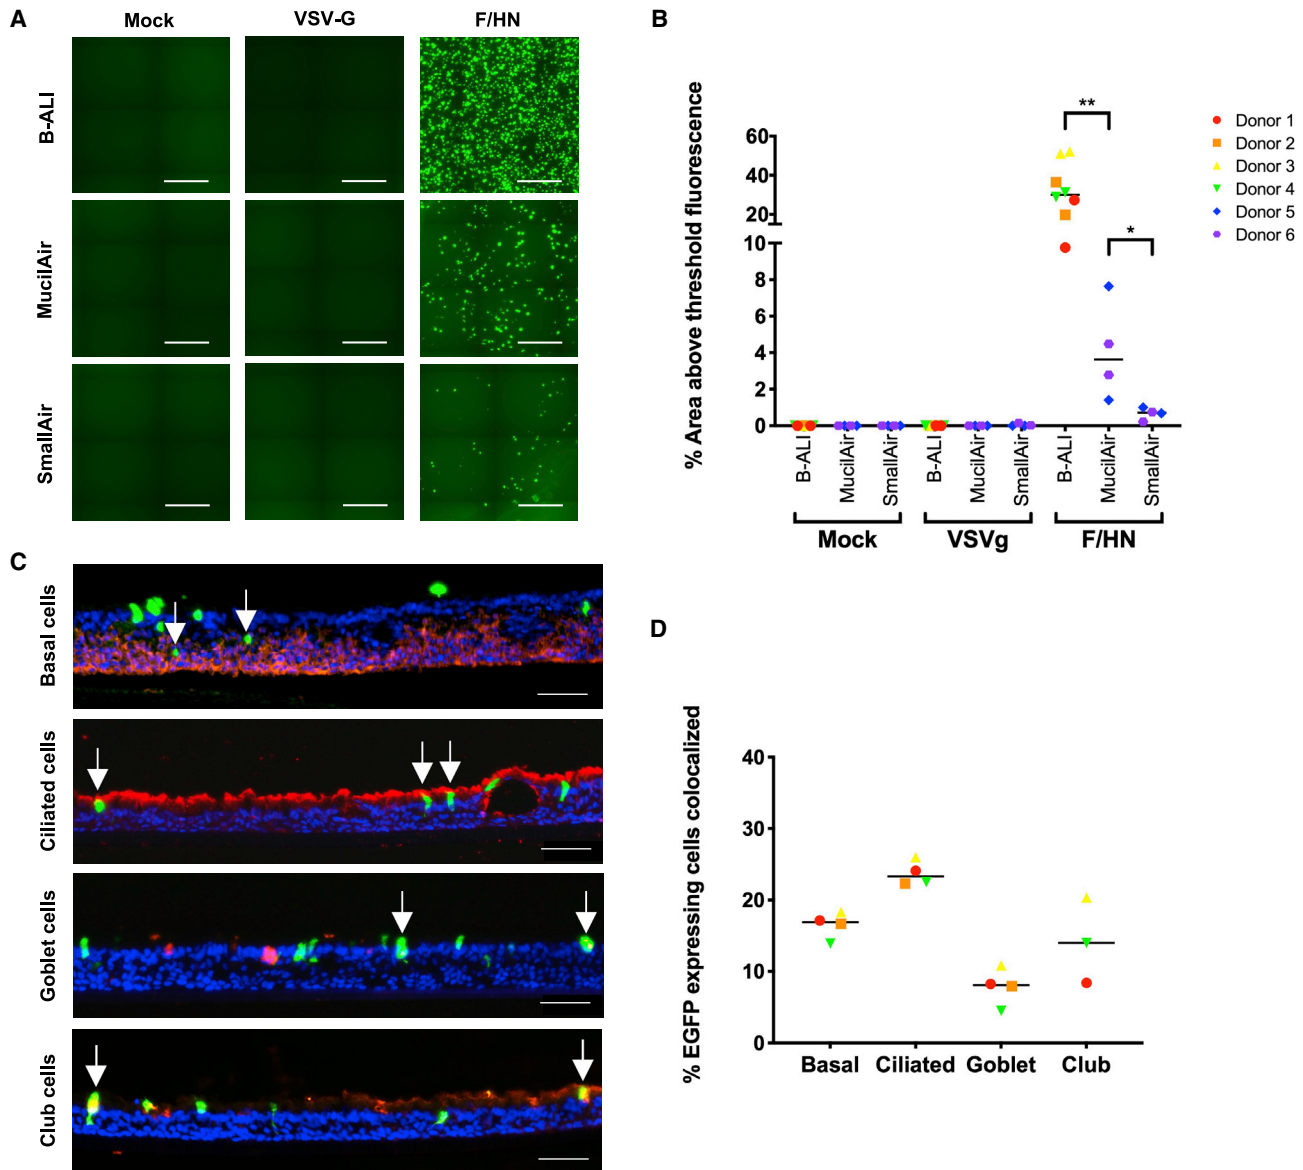 A
Mock
VSV-G
F/HN
B-ALI
MucilAir
SmallAir
B
% Area above threshold fluorescence
60
40
20
10
8
6
4
2
0
**
*
Donor 1
Donor 2
Donor 3
Donor 4
Donor 5
Donor 6
B-ALI
MucilAir
SmallAir
B-ALI
MucilAir
SmallAir
B-ALI
MucilAir
SmallAir
Mock
VSVg
F/HN
C
Basal cells
Ciliated cells
Goblet cells
Club cells
D
% EGFP expressing cells colocalized
40
30
20
10
0
Basal
Ciliated
Goblet
Club